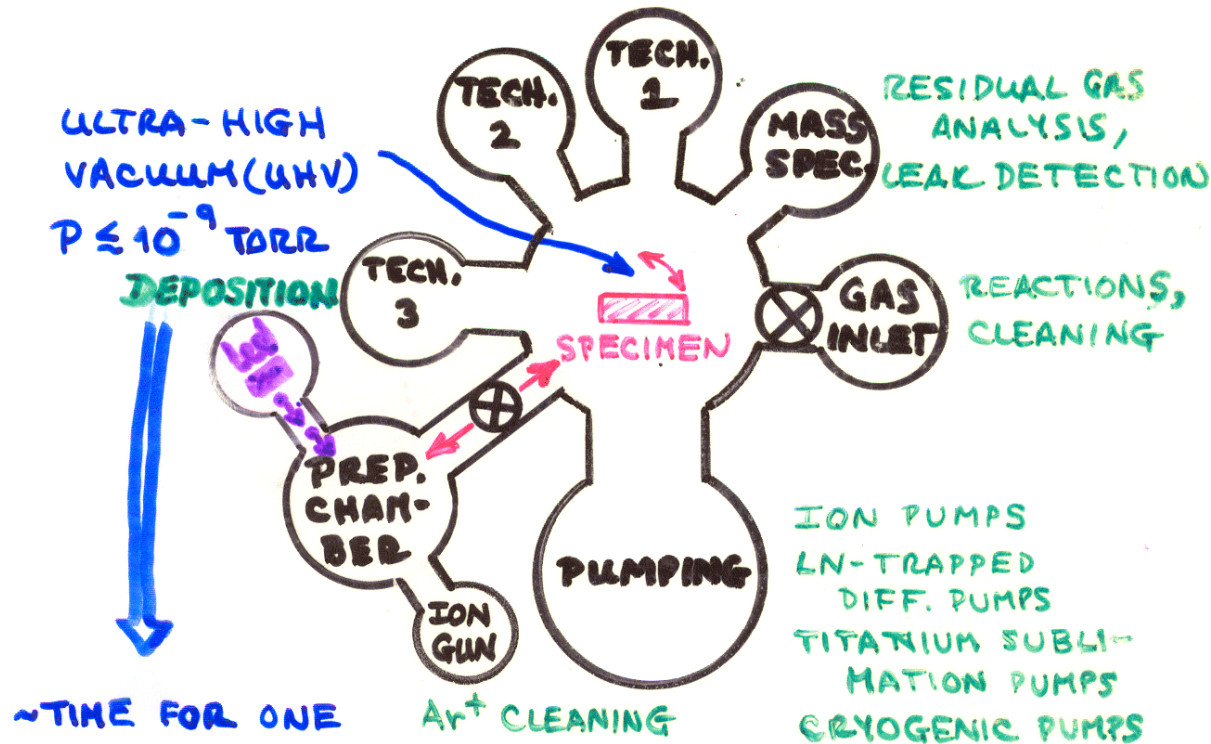 ULTRA-HIGH
VACUUM (UHV)
P ≤ 10⁻⁹ TORR
DEPOSITION
TECH.
3
TECH.
2
TECH.
1
MASS
SPEC.
RESIDUAL GAS
ANALYSIS,
LEAK DETECTION
GAS
INLET
REACTIONS,
CLEANING
SPECIMEN
PREP.
CHAM-
BER
ION
GUN
Ar⁺ CLEANING
PUMPING
ION PUMPS
LN-TRAPPED
DIFF. PUMPS
TITANIUM SUBLI-
MATION PUMPS
CRYOGENIC PUMPS
~TIME FOR ONE